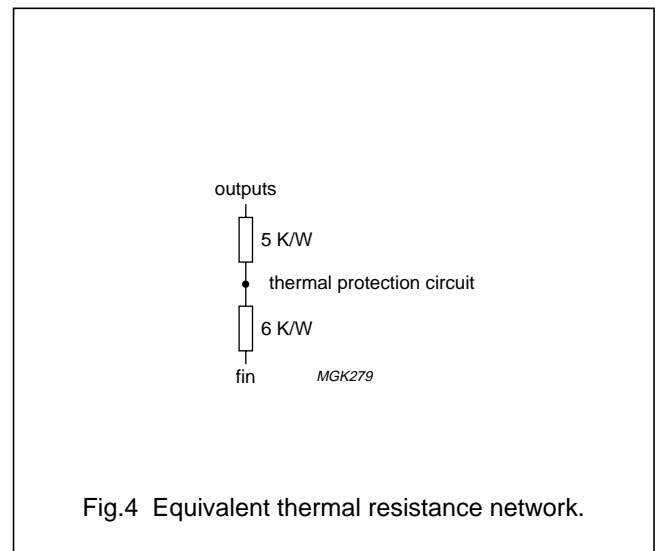 outputs
5 K/W
thermal protection circuit
6 K/W
fin MGK279
Fig.4 Equivalent thermal resistance network.